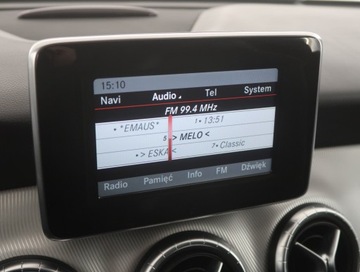 15:10
Navi Audio Tel System
FM 99.4 MHz
• *EMAUS* 1• 13:51
5 > MELO <
• > ESKA < 7• Classic
Radio Pamięć Info FM Dźwięk